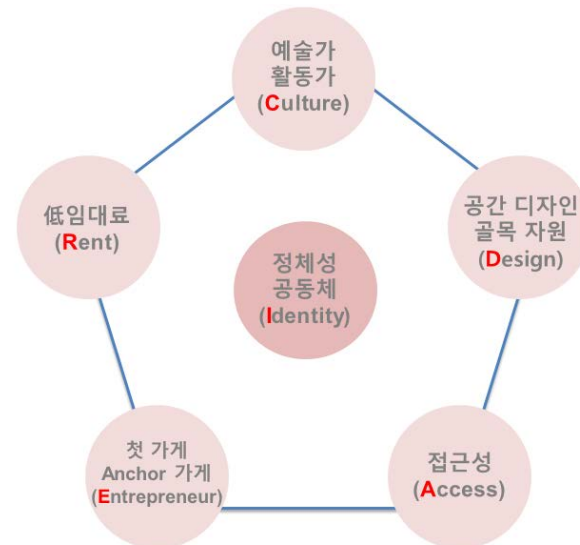 예술가
활동가
(Culture)
低임대료
(Rent)
공간 디자인
골목 자원
(Design)
정체성
공동체
(Identity)
첫 가게
Anchor 가게
(Entrepreneur)
접근성
(Access)